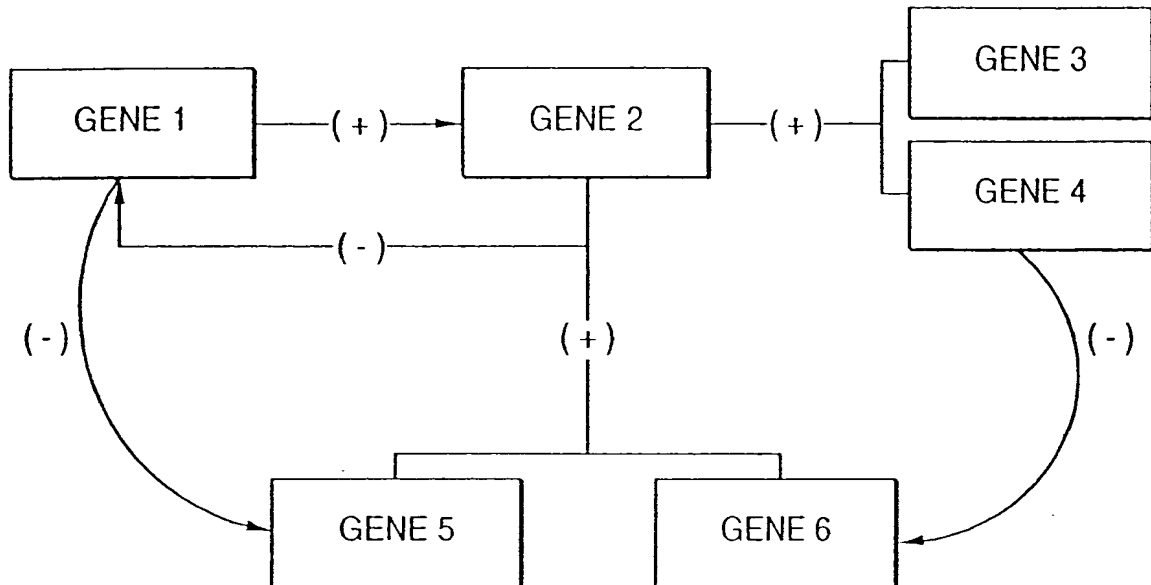 GENE 3
GENE 1
( + )
GENE 2
( + )
GENE 4
( - )
( - )
( + )
( - )
GENE 5
GENE 6